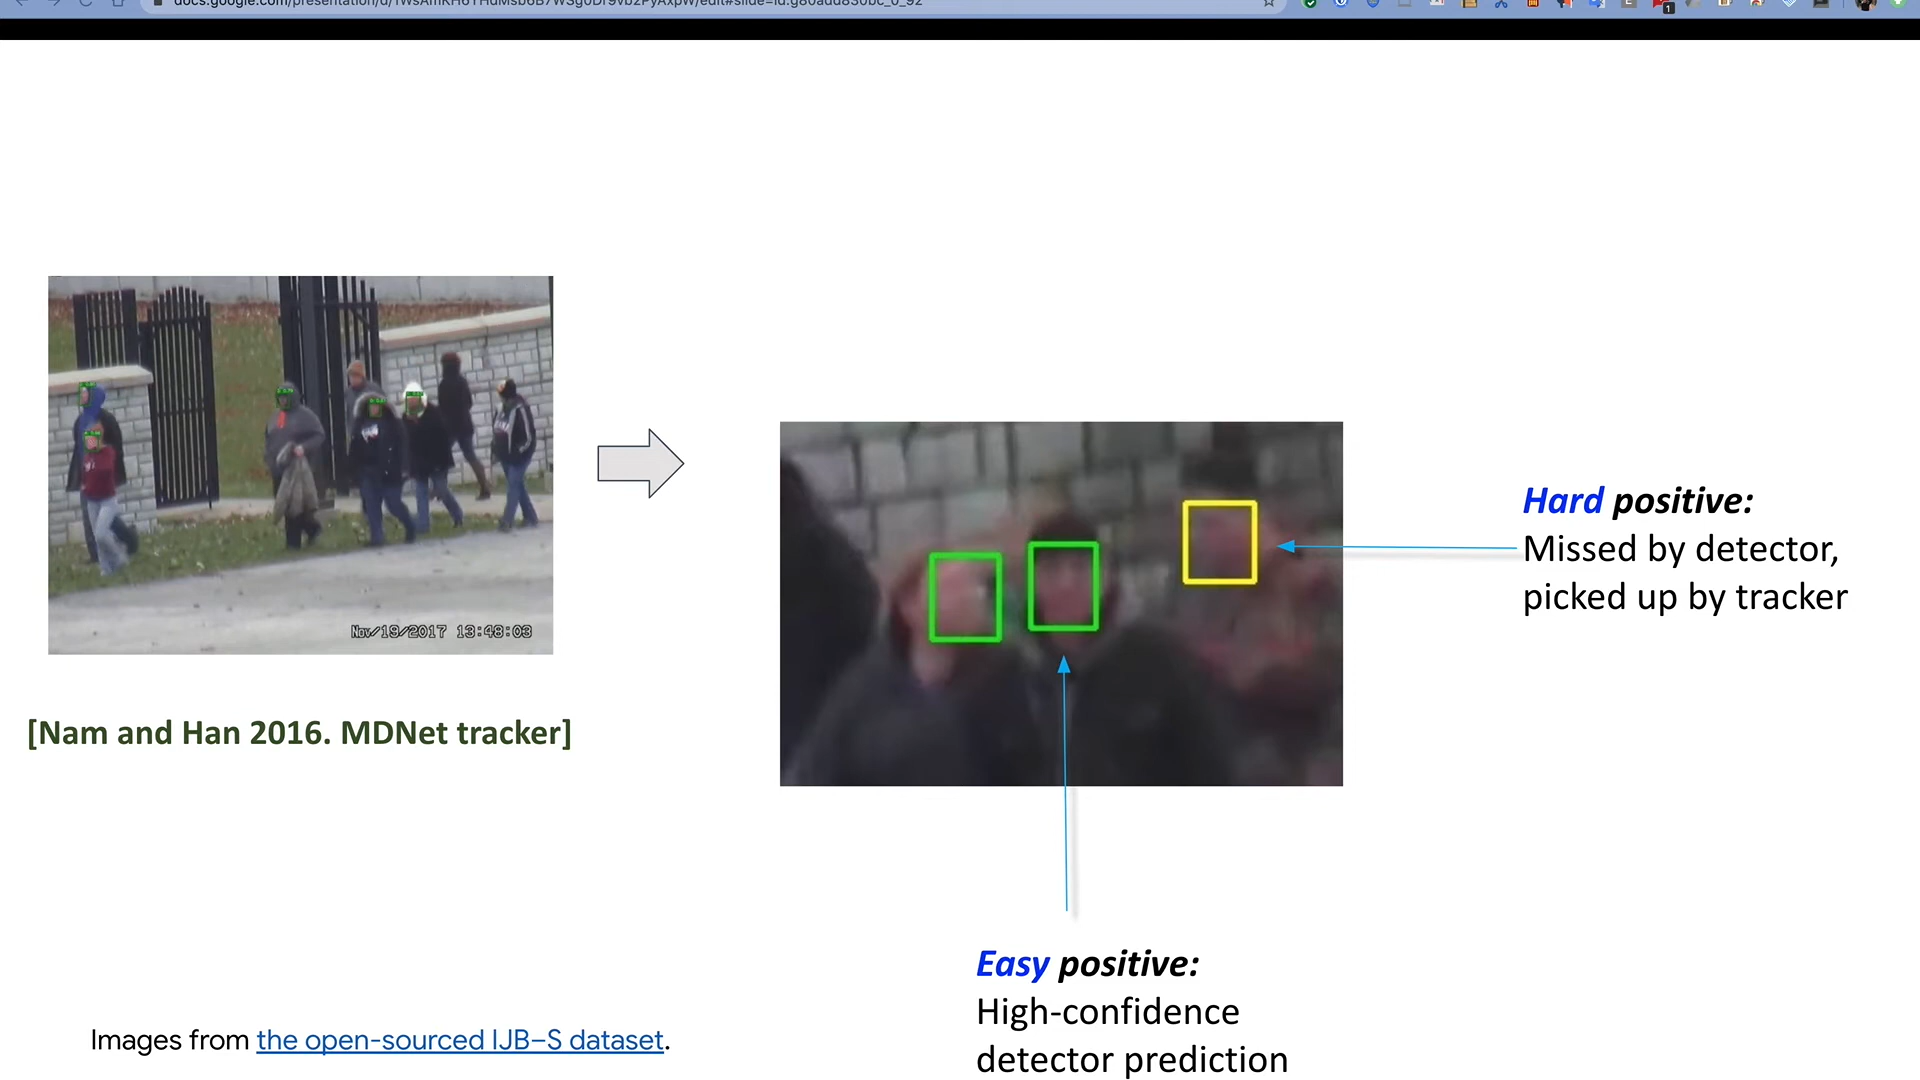 Nov/19/2017 13:48:03
[Nam and Han 2016. MDNet tracker]
Hard positive:
Missed by detector,
picked up by tracker
Easy positive:
High-confidence
detector prediction
Images from the open-sourced IJB–S dataset.